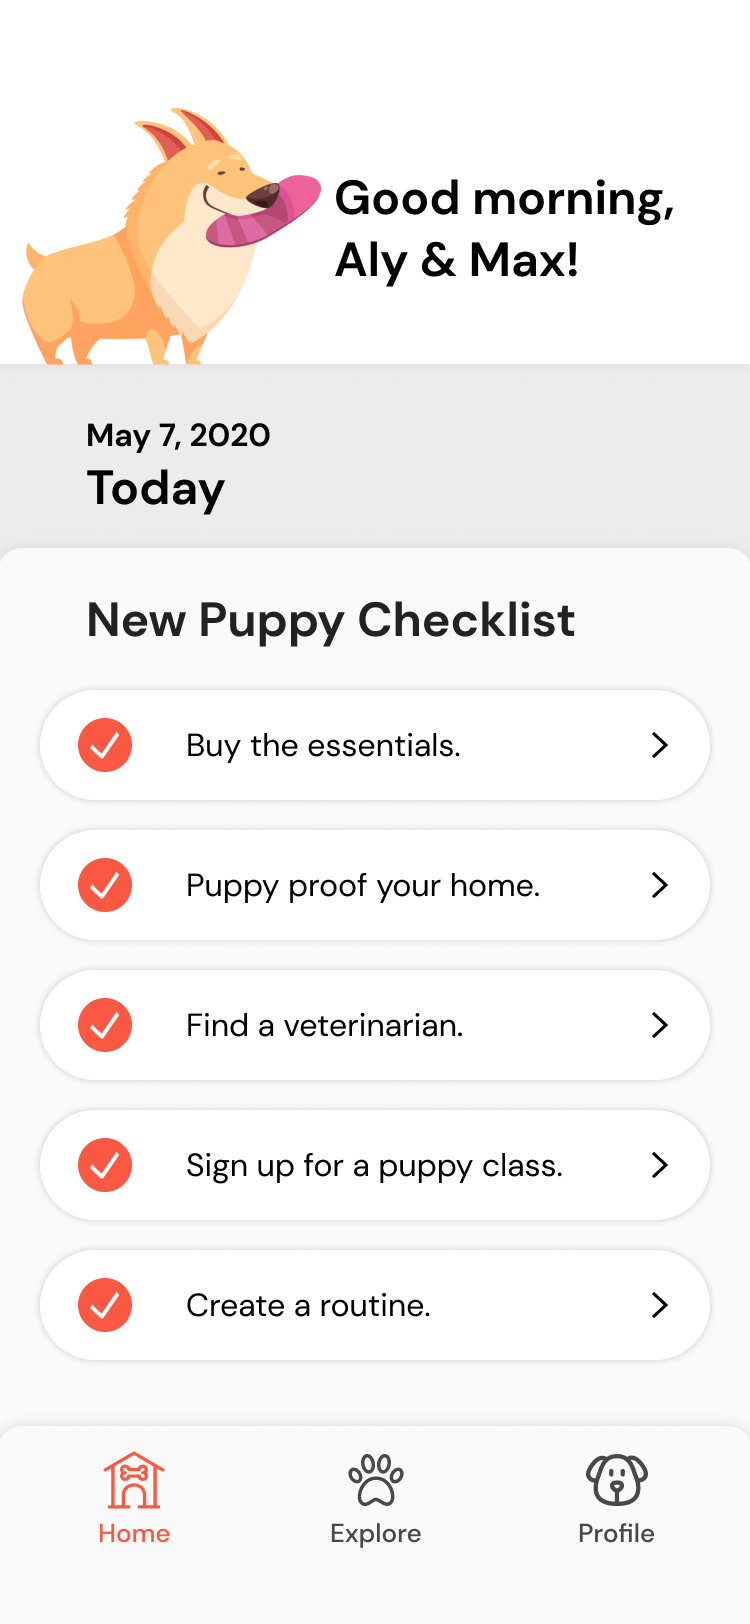 Good morning,
Aly & Max!
May 7, 2020
Today
New Puppy Checklist
Buy the essentials.
Puppy proof your home.
Find a veterinarian.
Sign up for a puppy class.
Create a routine.
Home
Explore
Profile